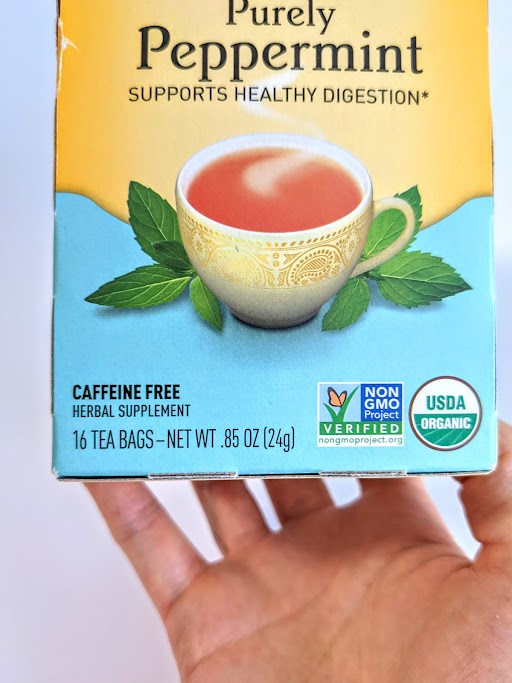 Purely
Peppermint
SUPPORTS HEALTHY DIGESTION*
CAFFEINE FREE
HERBAL SUPPLEMENT
16 TEA BAGS – NET WT .85 OZ (24g)
NON
GMO
Project
VERIFIED
nongmoproject.org
USDA
ORGANIC